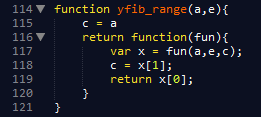 114 ▼ function yfib_range(a,e){
115 c = a
116 ▼ return function(fun){
117 var x = fun(a,e,c);
118 c = x[1];
119 return x[0];
120 }
121 }